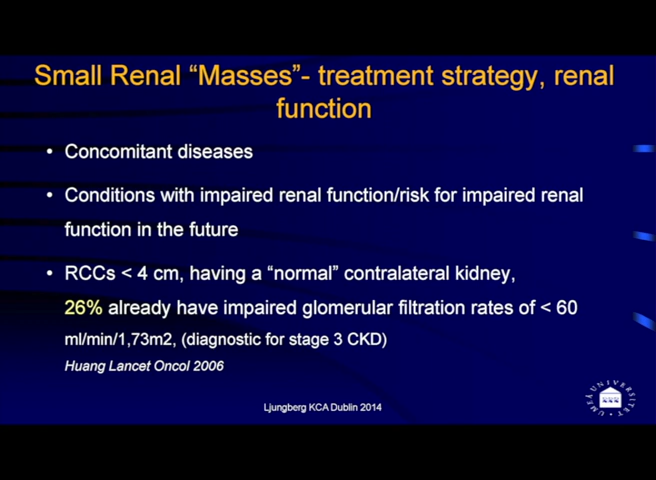 Small Renal “Masses”- treatment strategy, renal
function
• Concomitant diseases
• Conditions with impaired renal function/risk for impaired renal
function in the future
• RCCs < 4 cm, having a “normal” contralateral kidney,
26% already have impaired glomerular filtration rates of < 60
ml/min/1,73m2, (diagnostic for stage 3 CKD)
Huang Lancet Oncol 2006
Ljungberg KCA Dublin 2014
UMEÅ UNIVERSITET